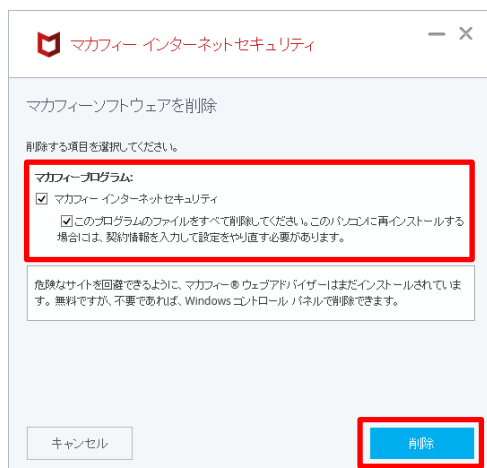 マカフィー インターネットセキュリティ
マカフィーソフトウェアを削除
削除する項目を選択してください。
マカフィープログラム:
マカフィー インターネットセキュリティ
このプログラムのファイルをすべて削除してください。このパソコンに再インストールする
場合には、契約情報を入力して設定をやり直す必要があります。
危険なサイトを回避できるように、マカフィー® ウェブアドバイザーはまだインストールされていま
す。無料ですが、不要であれば、Windows コントロール パネルで削除できます。
キャンセル
削除